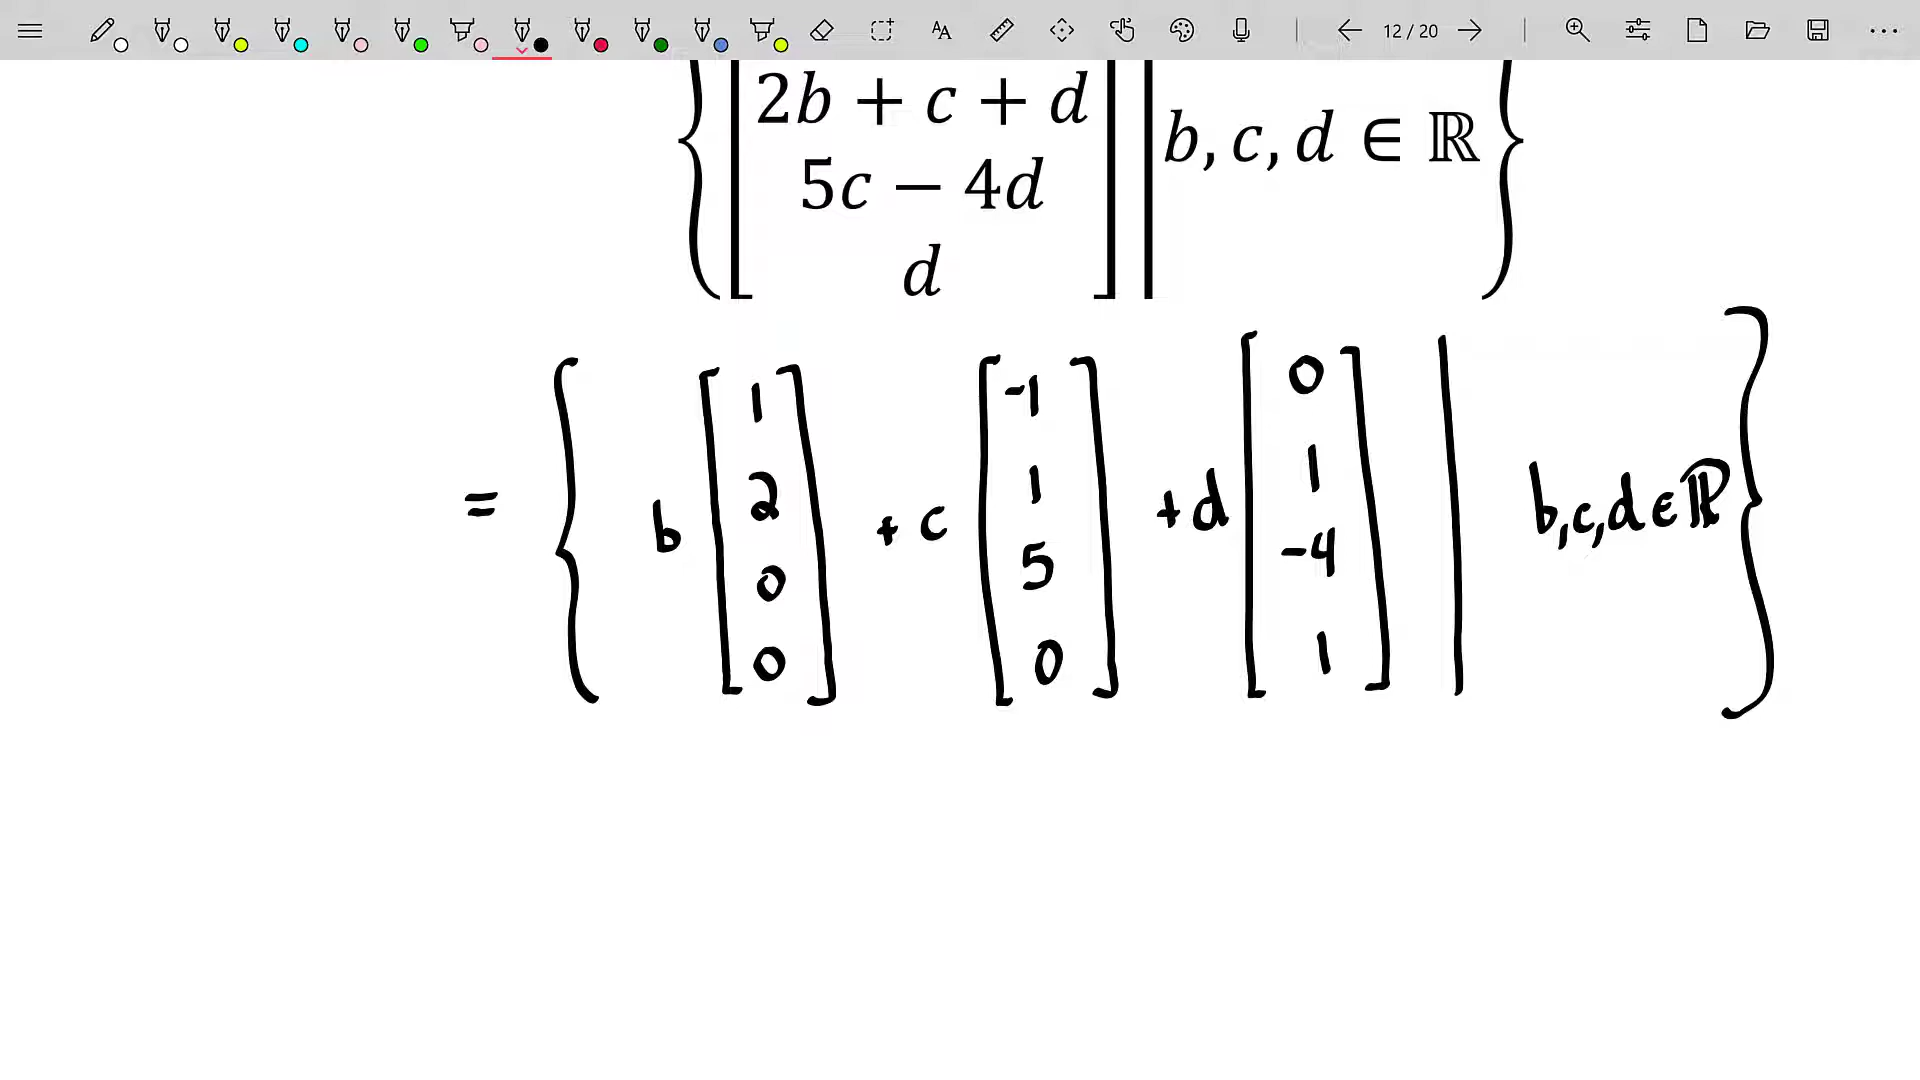 12 / 20
2b + c + d
5c − 4d
d
b, c, d ∈ ℝ
= { b [1 2 0 0] + c [-1 1 5 0] + d [0 1 -4 1] | b,c,d ∈ ℝ }